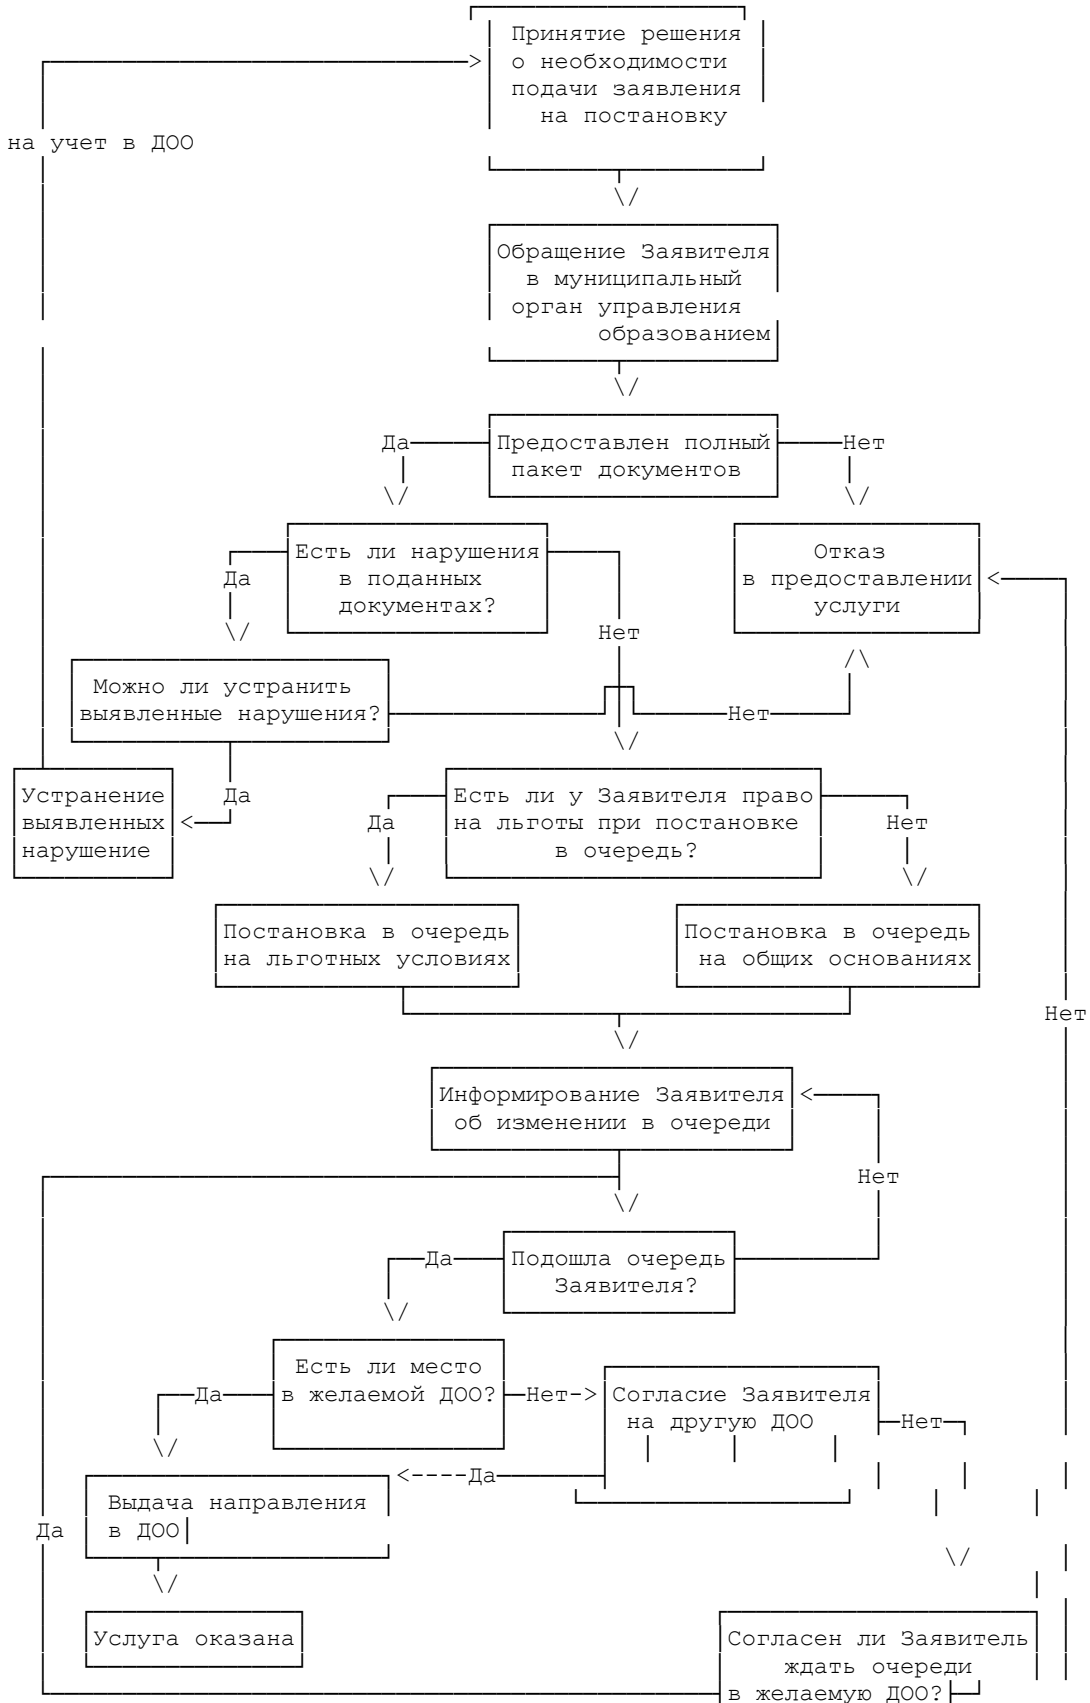 Принятие решения
о необходимости
подачи заявления
на постановку
на учет в ДОО
Обращение Заявителя
в муниципальный
орган управления
образованием
Да Предоставлен полный Нет
пакет документов
Есть ли нарушения Отказ
Да в поданных в предоставлении
документах? услуги
Нет
Можно ли устранить
выявленные нарушения? Нет
Устранение Да Есть ли у Заявителя право
выявленных Да на льготы при постановке Нет
нарушение в очередь?
Постановка в очередь Постановка в очередь
на льготных условиях на общих основаниях
Нет
Информирование Заявителя
об изменении в очереди
Нет
Да Подошла очередь
Заявителя?
Есть ли место
Да в желаемой ДОО? Нет Согласие Заявителя
на другую ДОО Нет
Да
Выдача направления
Да в ДОО
Услуга оказана Согласен ли Заявитель
ждать очереди
в желаемую ДОО?